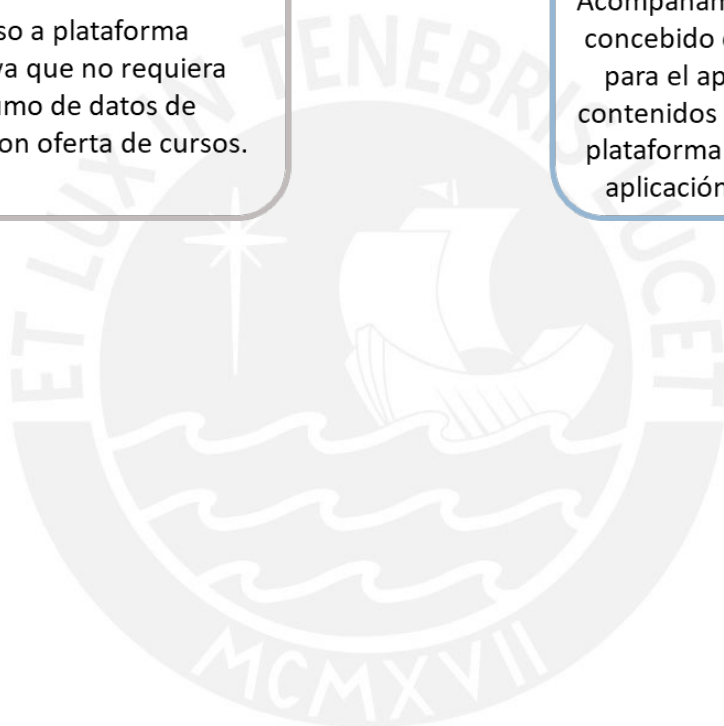 so a plataforma
va que no requiera
umo de datos de
on oferta de cursos.
Acompañam
concebido
para el ap
contenidos
plataforma
aplicación
ET LUX IN TENEBRIS LUCET
MCMXVII